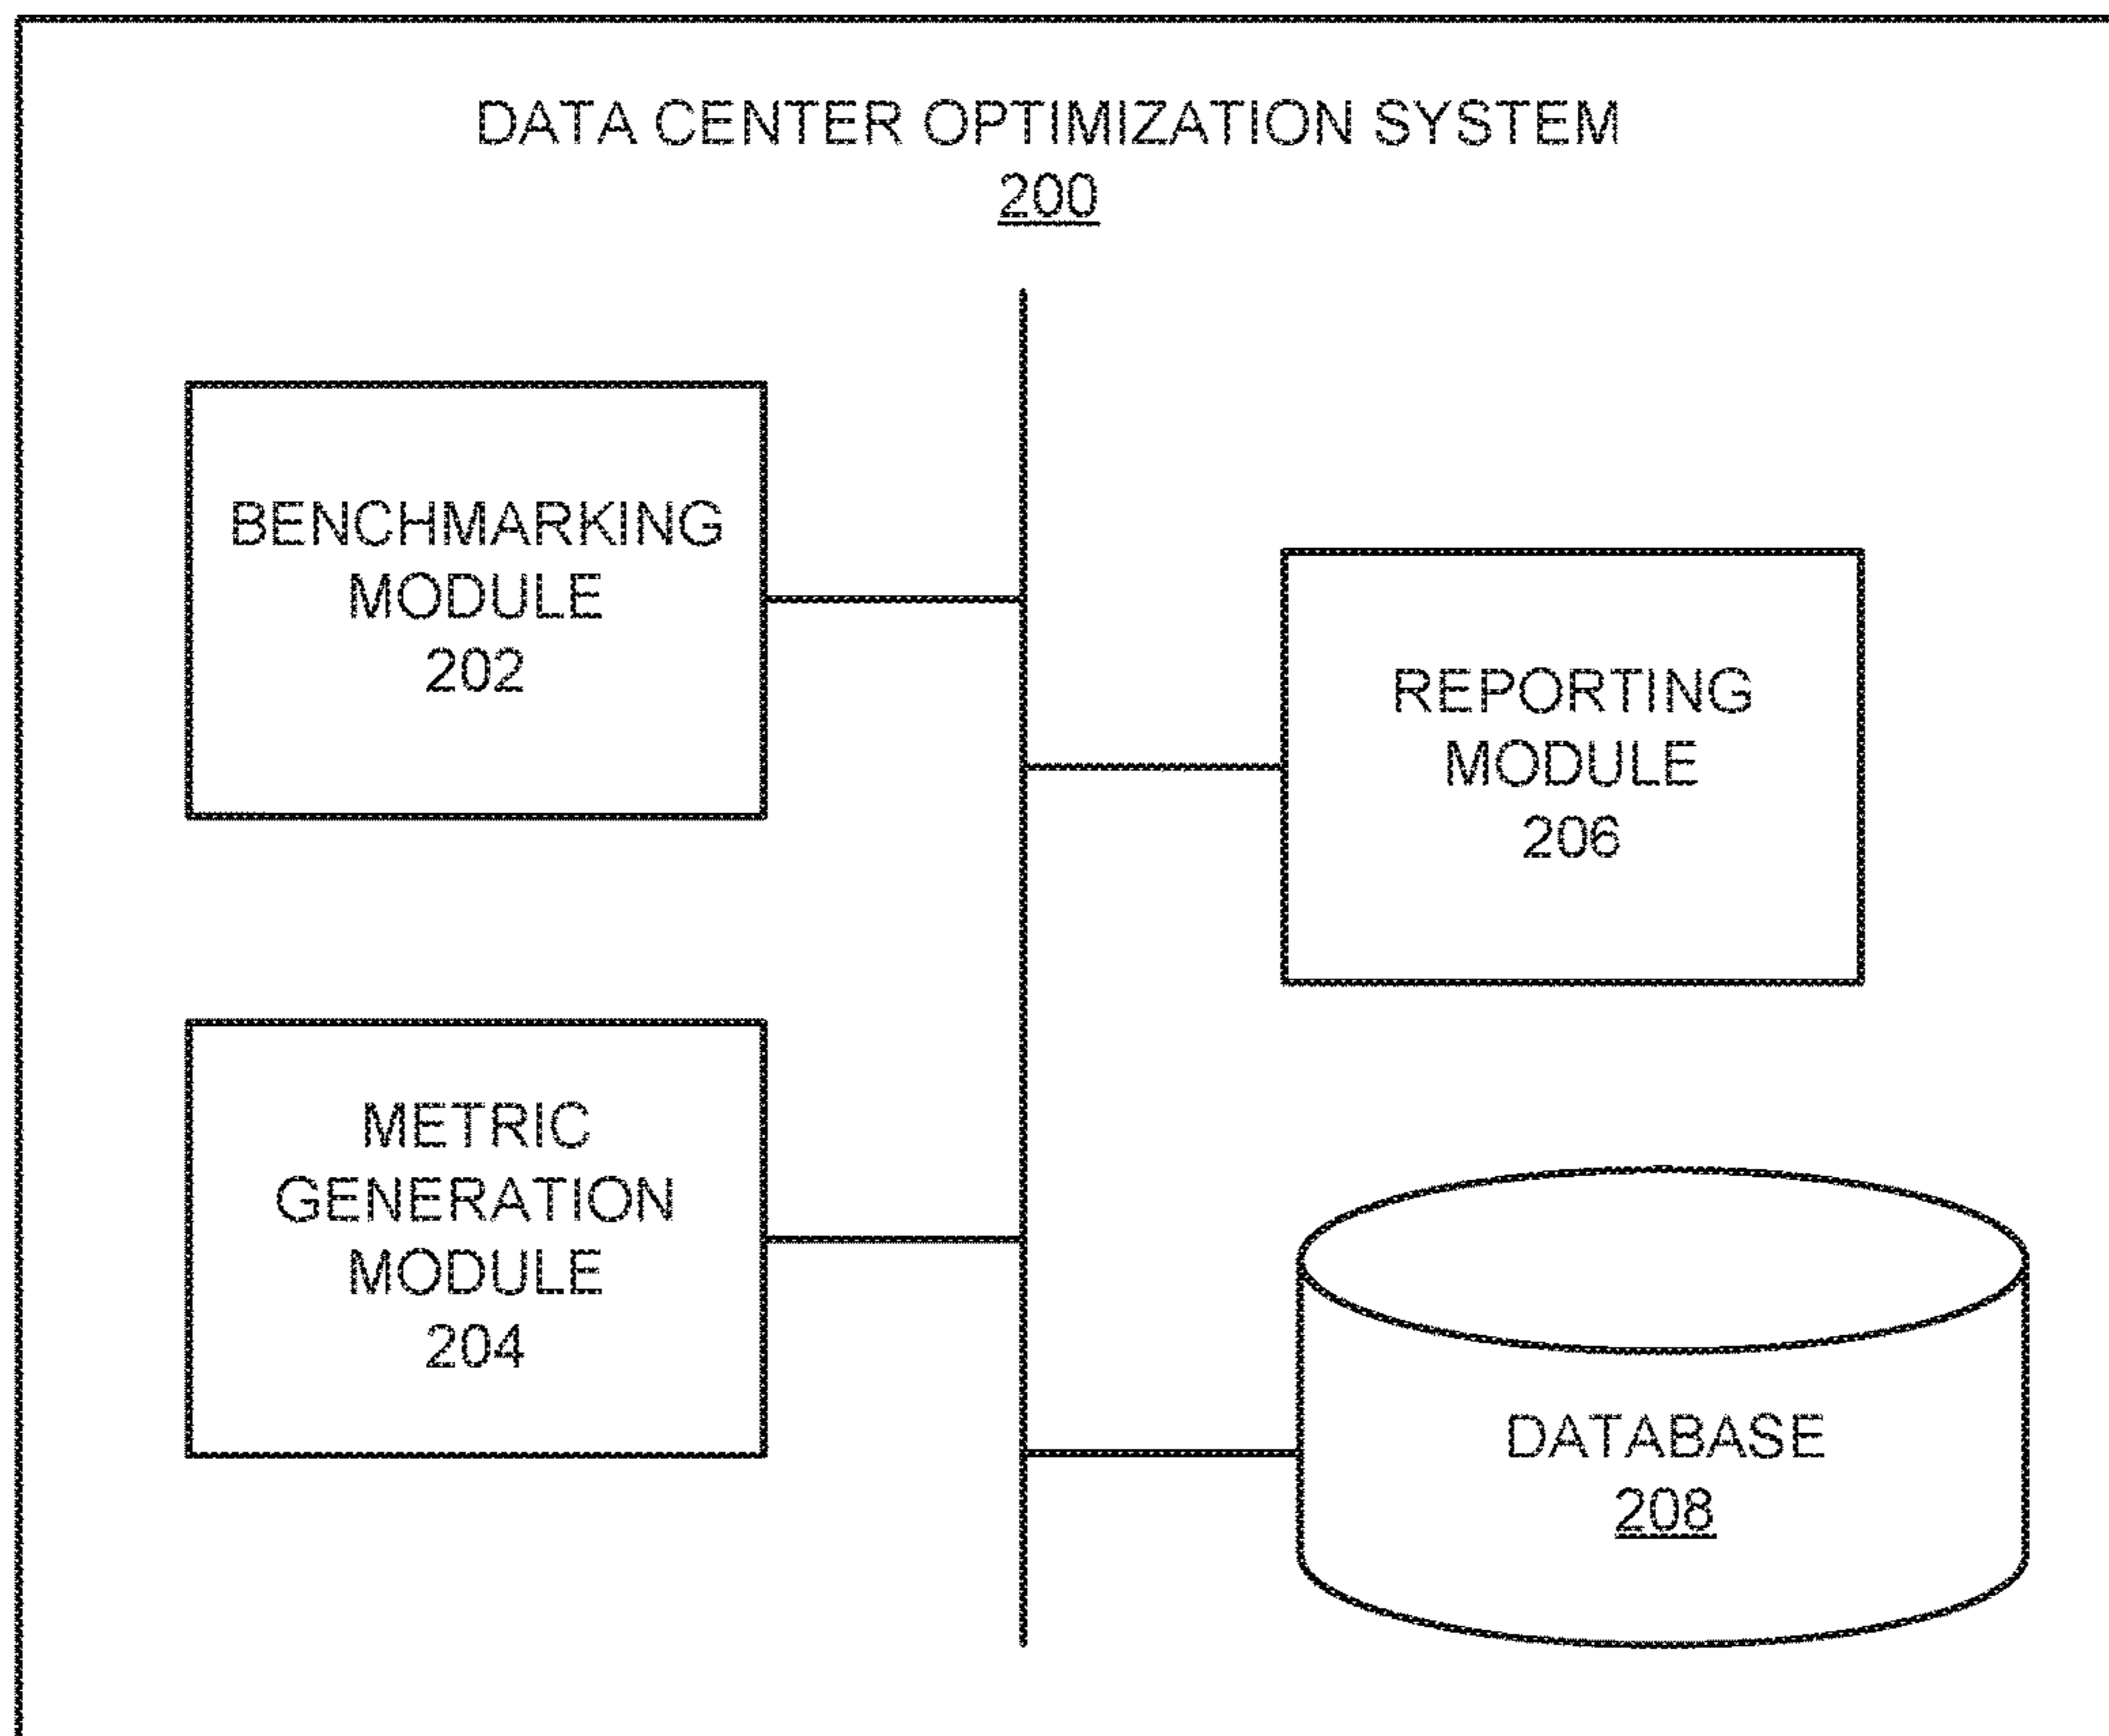 DATA CENTER OPTIMIZATION SYSTEM
200
BENCHMARKING
MODULE
202
REPORTING
MODULE
206
METRIC
GENERATION
MODULE
204
DATABASE
208